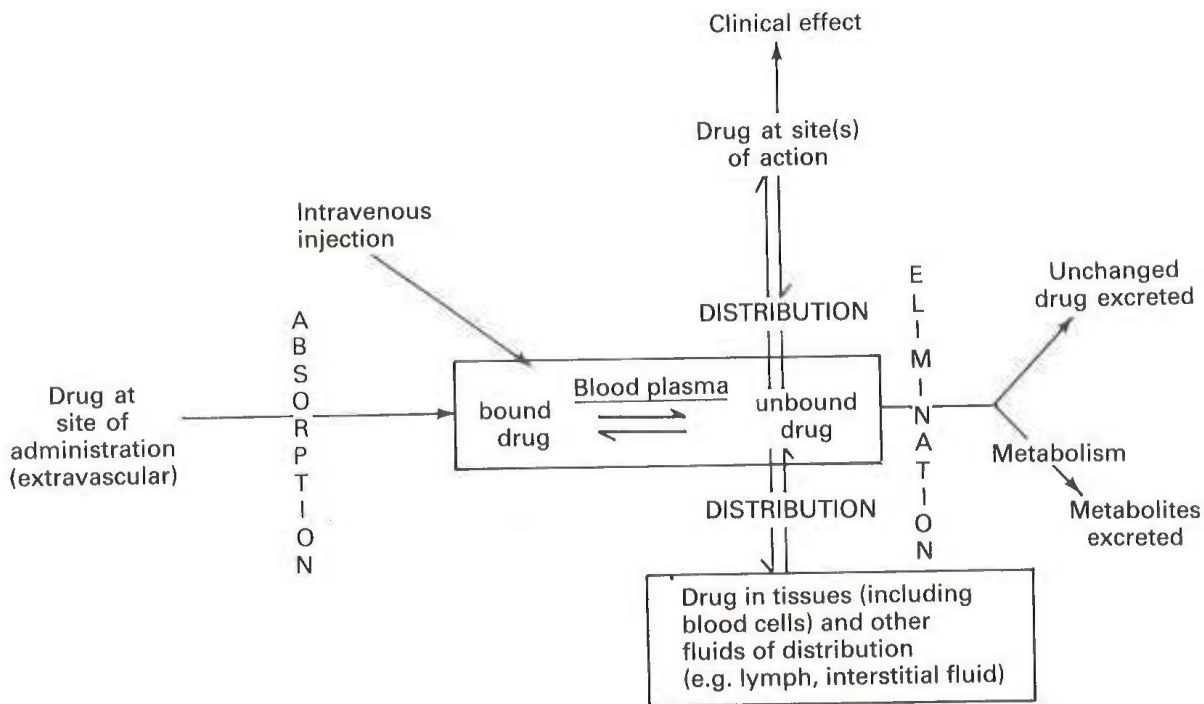 Clinical effect
Drug at site(s)
of action
Intravenous
injection
DISTRIBUTION
ELIMINATION
Unchanged
drug excreted
ABSORPTION
Drug at
site of
administration
(extravascular)
Blood plasma
bound
drug
unbound
drug
Metabolism
Metabolites
excreted
DISTRIBUTION
Drug in tissues (including
blood cells) and other
fluids of distribution
(e.g. lymph, interstitial fluid)